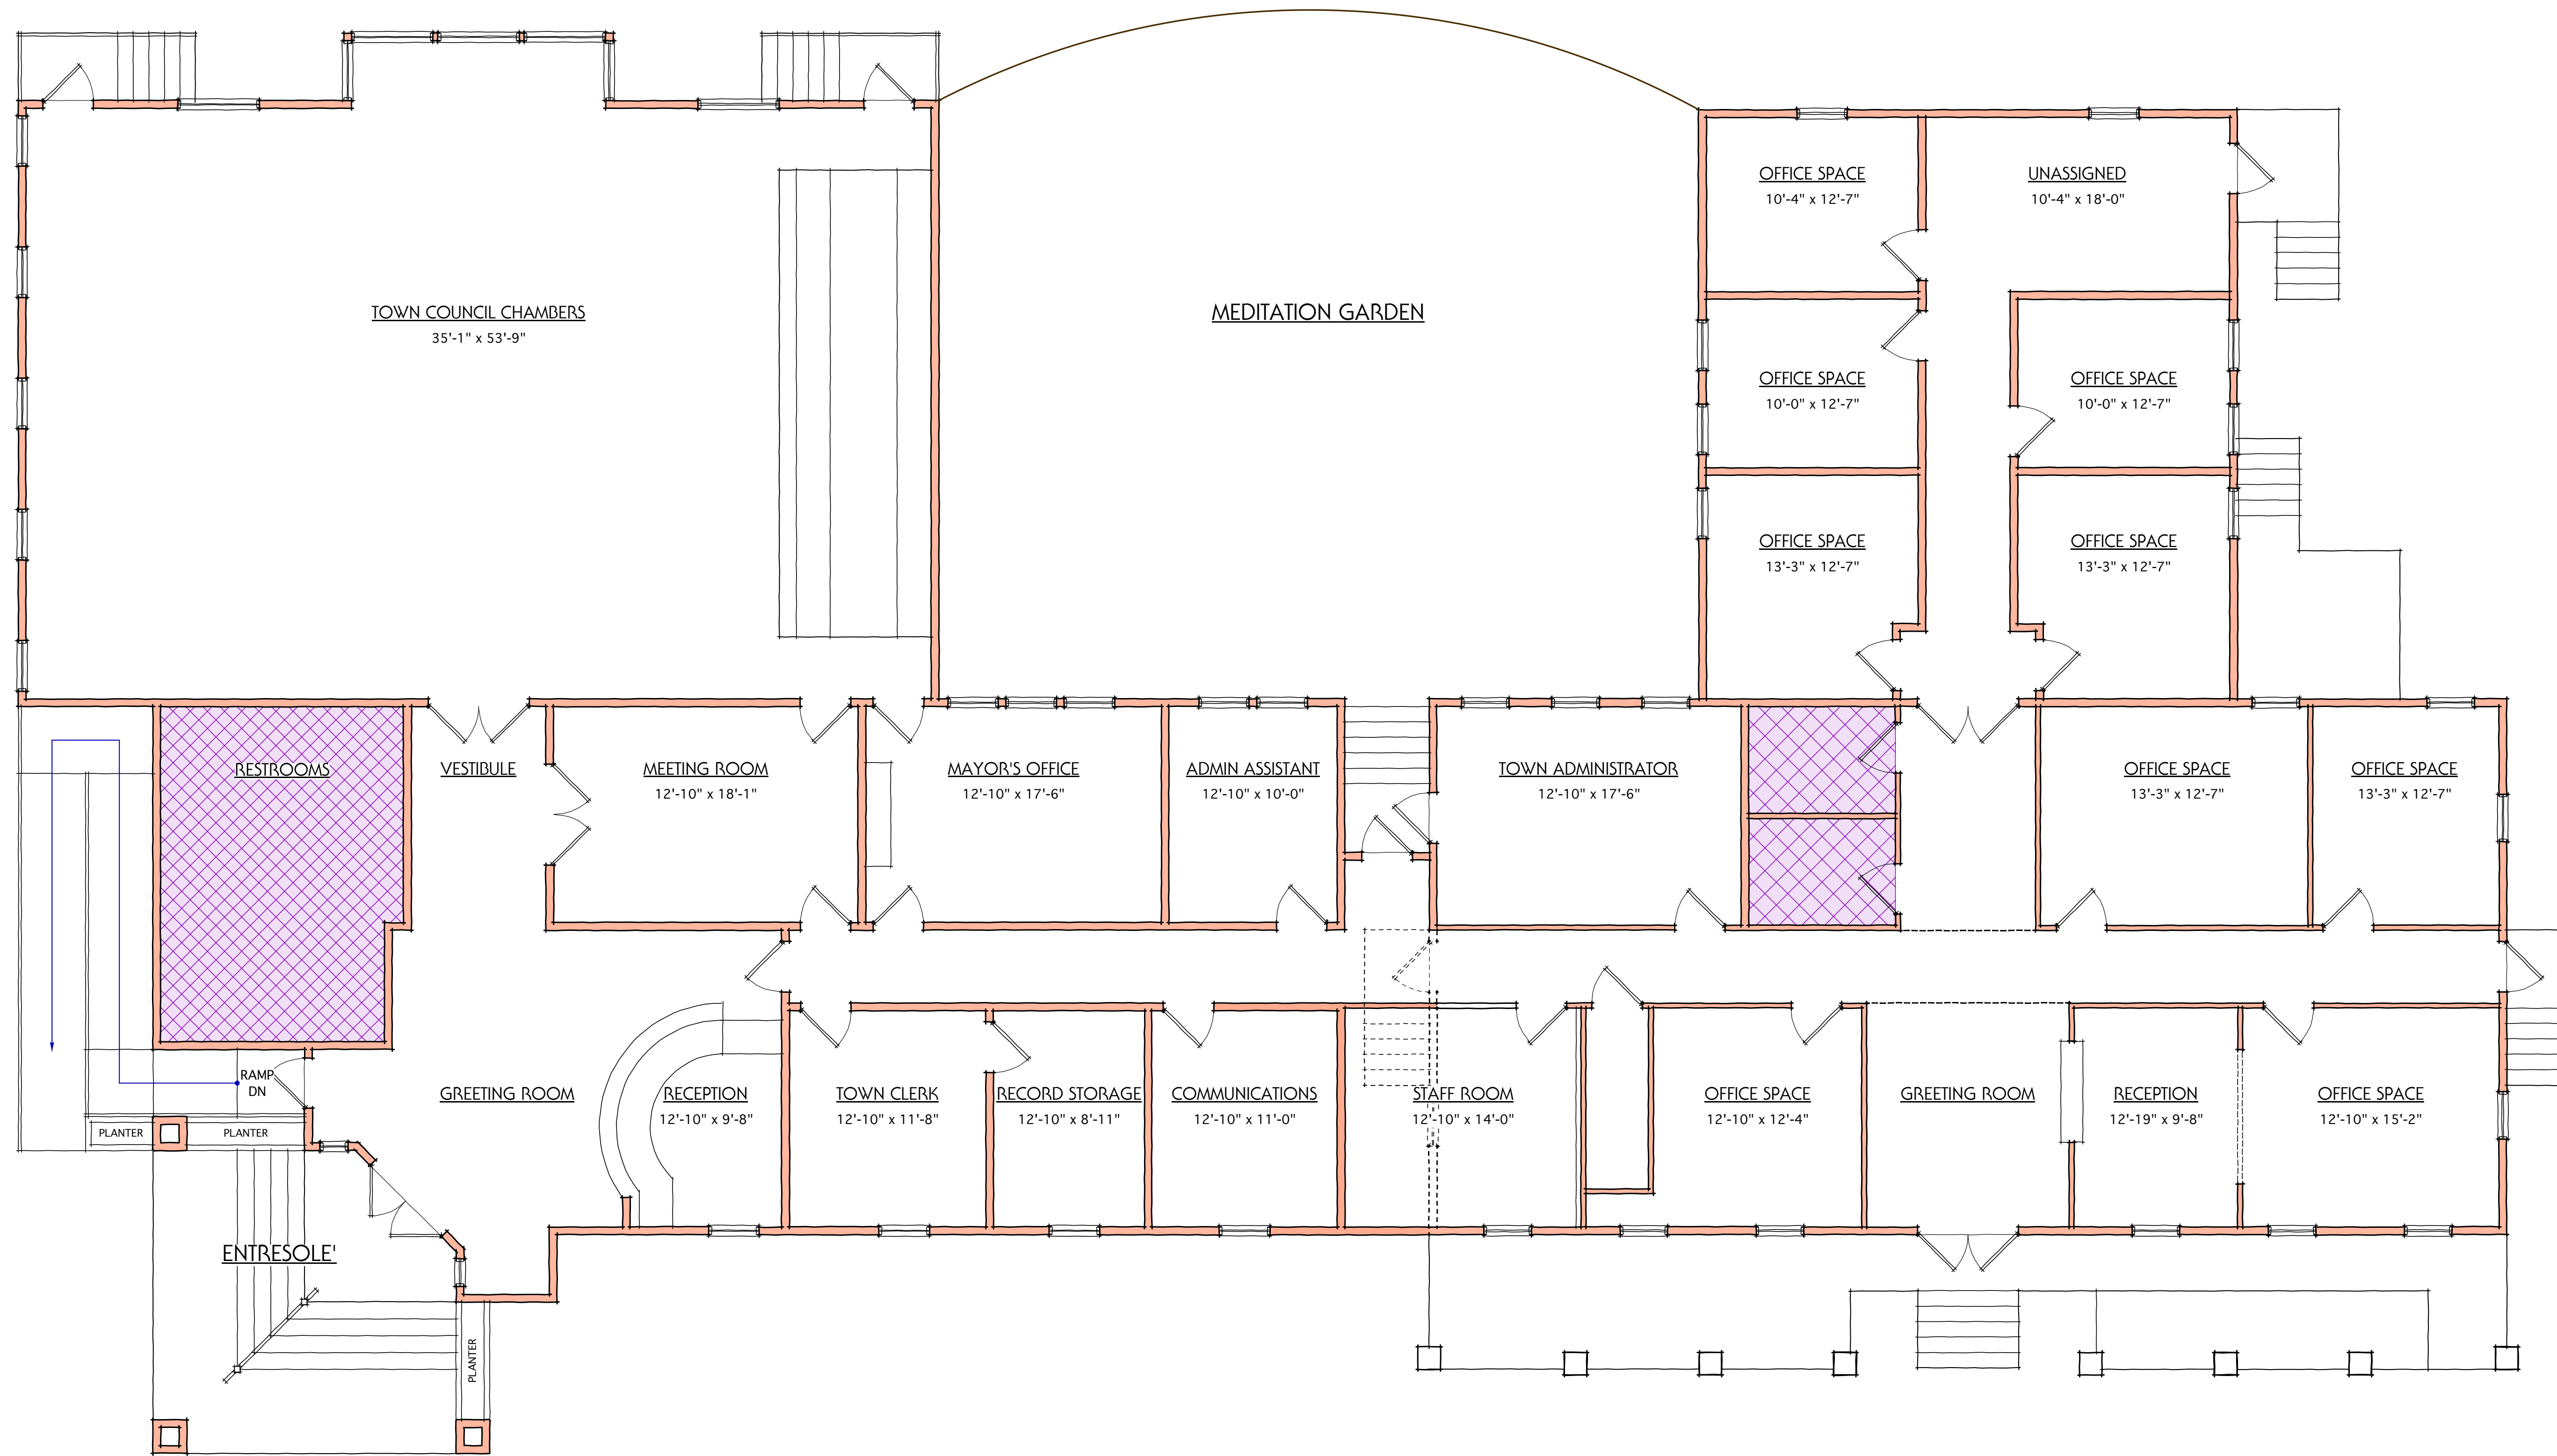 OFFICE SPACE
10'-4" x 12'-7"
UNASSIGNED
10'-4" x 18'-0"
TOWN COUNCIL CHAMBERS
35'-1" x 53'-9"
MEDITATION GARDEN
OFFICE SPACE
10'-0" x 12'-7"
OFFICE SPACE
10'-0" x 12'-7"
OFFICE SPACE
13'-3" x 12'-7"
OFFICE SPACE
13'-3" x 12'-7"
RESTROOMS
VESTIBULE
MEETING ROOM
12'-10" x 18'-1"
MAYOR'S OFFICE
12'-10" x 17'-6"
ADMIN ASSISTANT
12'-10" x 10'-0"
TOWN ADMINISTRATOR
12'-10" x 17'-6"
OFFICE SPACE
13'-3" x 12'-7"
OFFICE SPACE
13'-3" x 12'-7"
RAMP
DN
GREETING ROOM
RECEPTION
12'-10" x 9'-8"
TOWN CLERK
12'-10" x 11'-8"
RECORD STORAGE
12'-10" x 8'-11"
COMMUNICATIONS
12'-10" x 11'-0"
STAFF ROOM
12'-10" x 14'-0"
OFFICE SPACE
12'-10" x 12'-4"
GREETING ROOM
RECEPTION
12'-19" x 9'-8"
OFFICE SPACE
12'-10" x 15'-2"
PLANTER
PLANTER
ENTRESOLE'
PLANTER